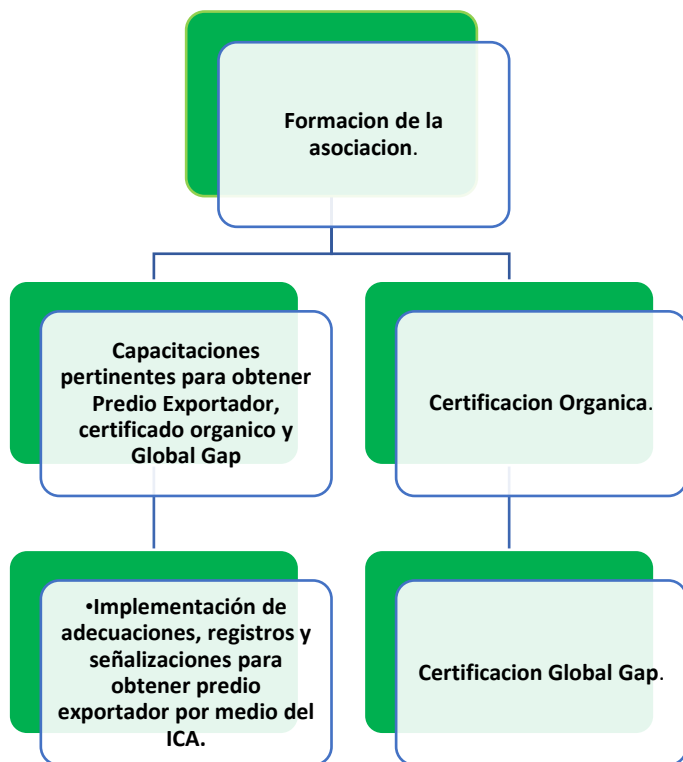 Formacion de la
asociacion.
Capacitaciones
pertinentes para obtener
Predio Exportador,
certificado organico y
Global Gap
Certificacion Organica.
•Implementación de
adecuaciones, registros y
señalizaciones para
obtener predio
exportador por medio del
ICA.
Certificacion Global Gap.